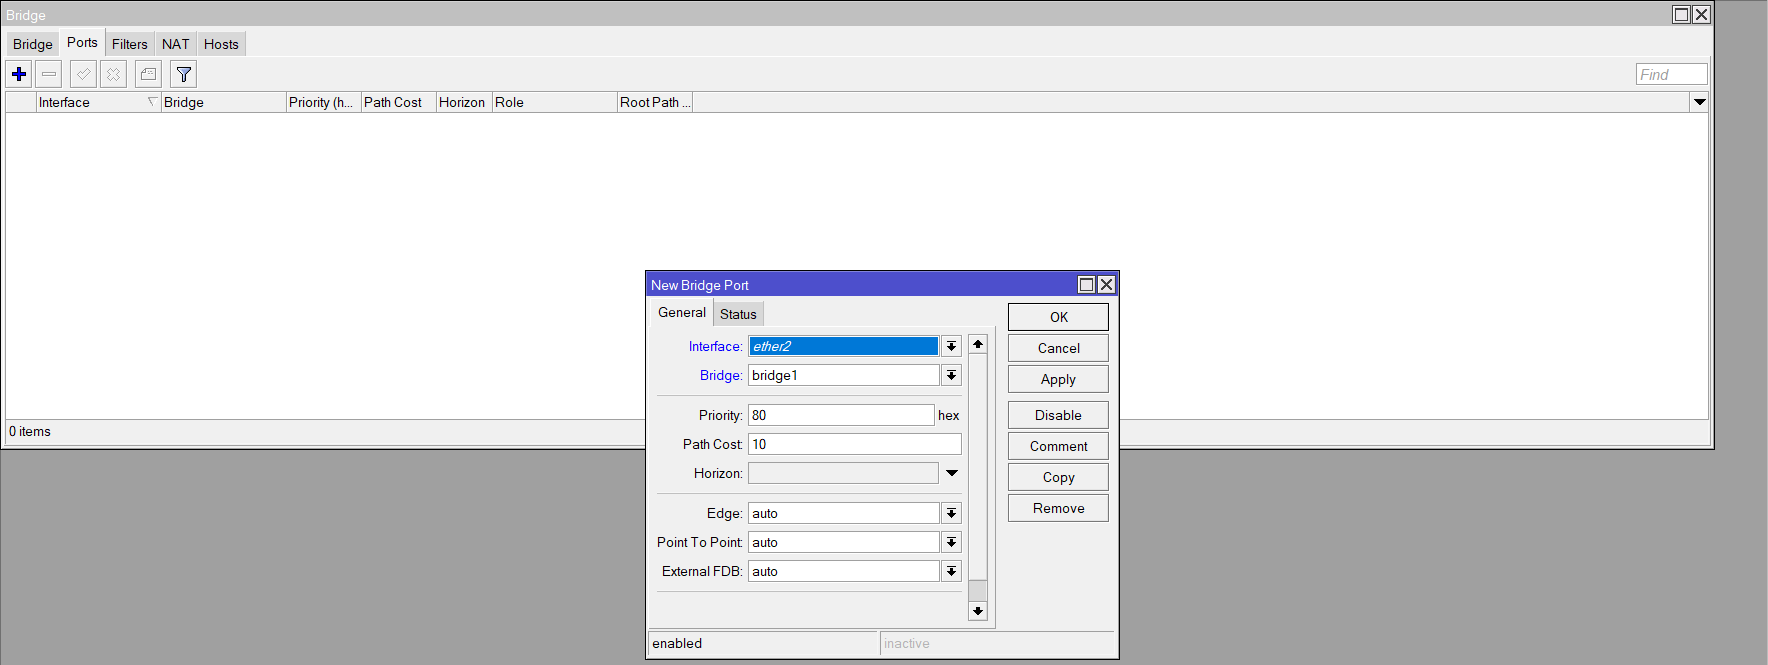 Bridge
Bridge Ports Filters NAT Hosts
Find
Interface Bridge Priority (h... Path Cost Horizon Role Root Path ...
0 items
New Bridge Port
General Status
Interface: ether2
Bridge: bridge1
Priority: 80 hex
Path Cost: 10
Horizon:
Edge: auto
Point To Point: auto
External FDB: auto
OK
Cancel
Apply
Disable
Comment
Copy
Remove
enabled inactive